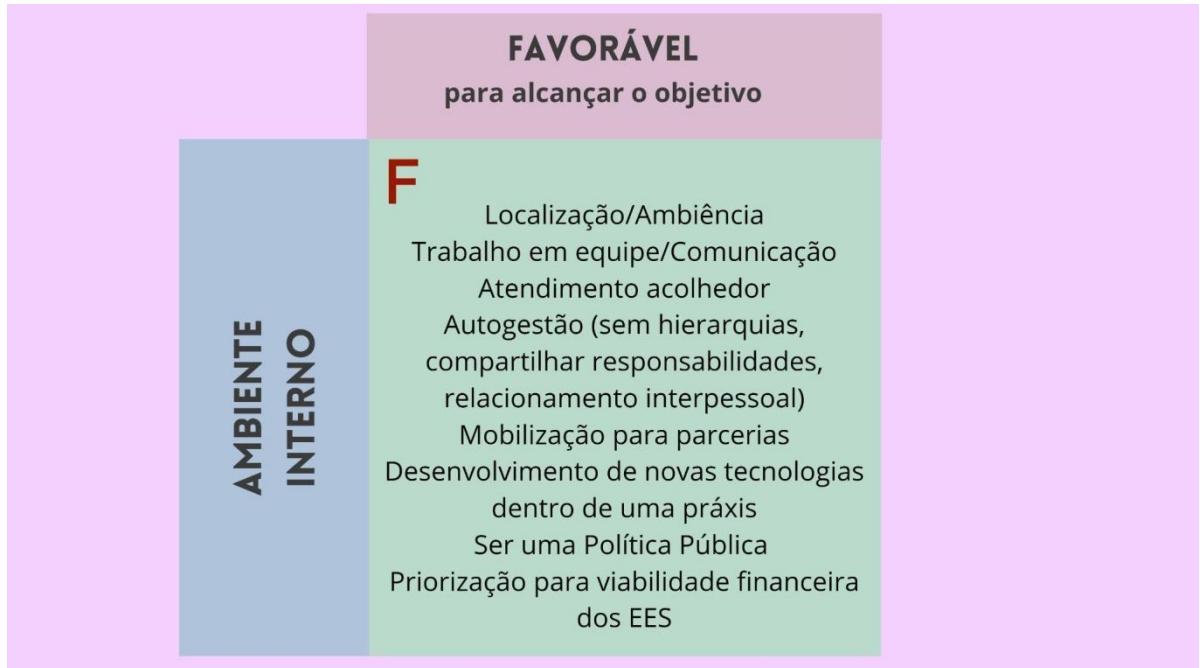 FAVORÁVEL
para alcançar o objetivo
AMBIENTE
INTERNO
F
Localização/Ambiência
Trabalho em equipe/Comunicação
Atendimento acolhedor
Autogestão (sem hierarquias,
compartilhar responsabilidades,
relacionamento interpessoal)
Mobilização para parcerias
Desenvolvimento de novas tecnologias
dentro de uma práxis
Ser uma Política Pública
Priorização para viabilidade financeira
dos EES